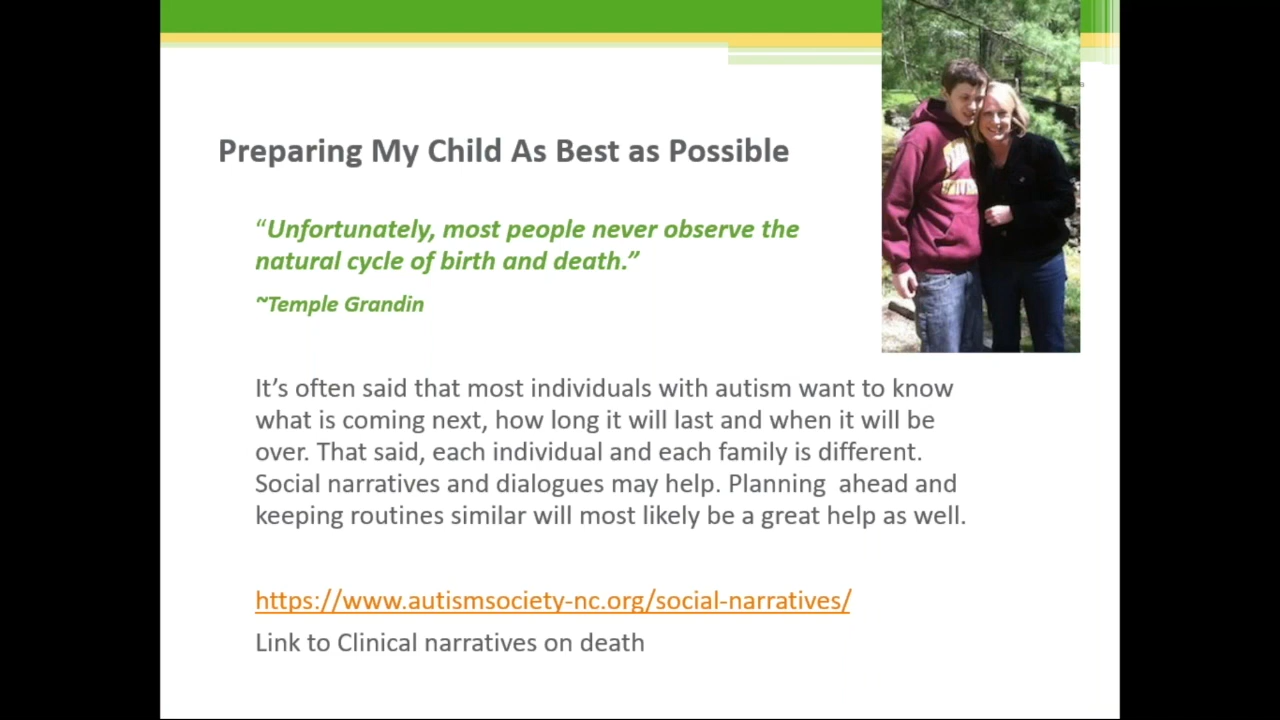 Preparing My Child As Best as Possible
“Unfortunately, most people never observe the
natural cycle of birth and death.”
~Temple Grandin
It’s often said that most individuals with autism want to know
what is coming next, how long it will last and when it will be
over. That said, each individual and each family is different.
Social narratives and dialogues may help. Planning  ahead and
keeping routines similar will most likely be a great help as well.
https://www.autismsociety-nc.org/social-narratives/
Link to Clinical narratives on death